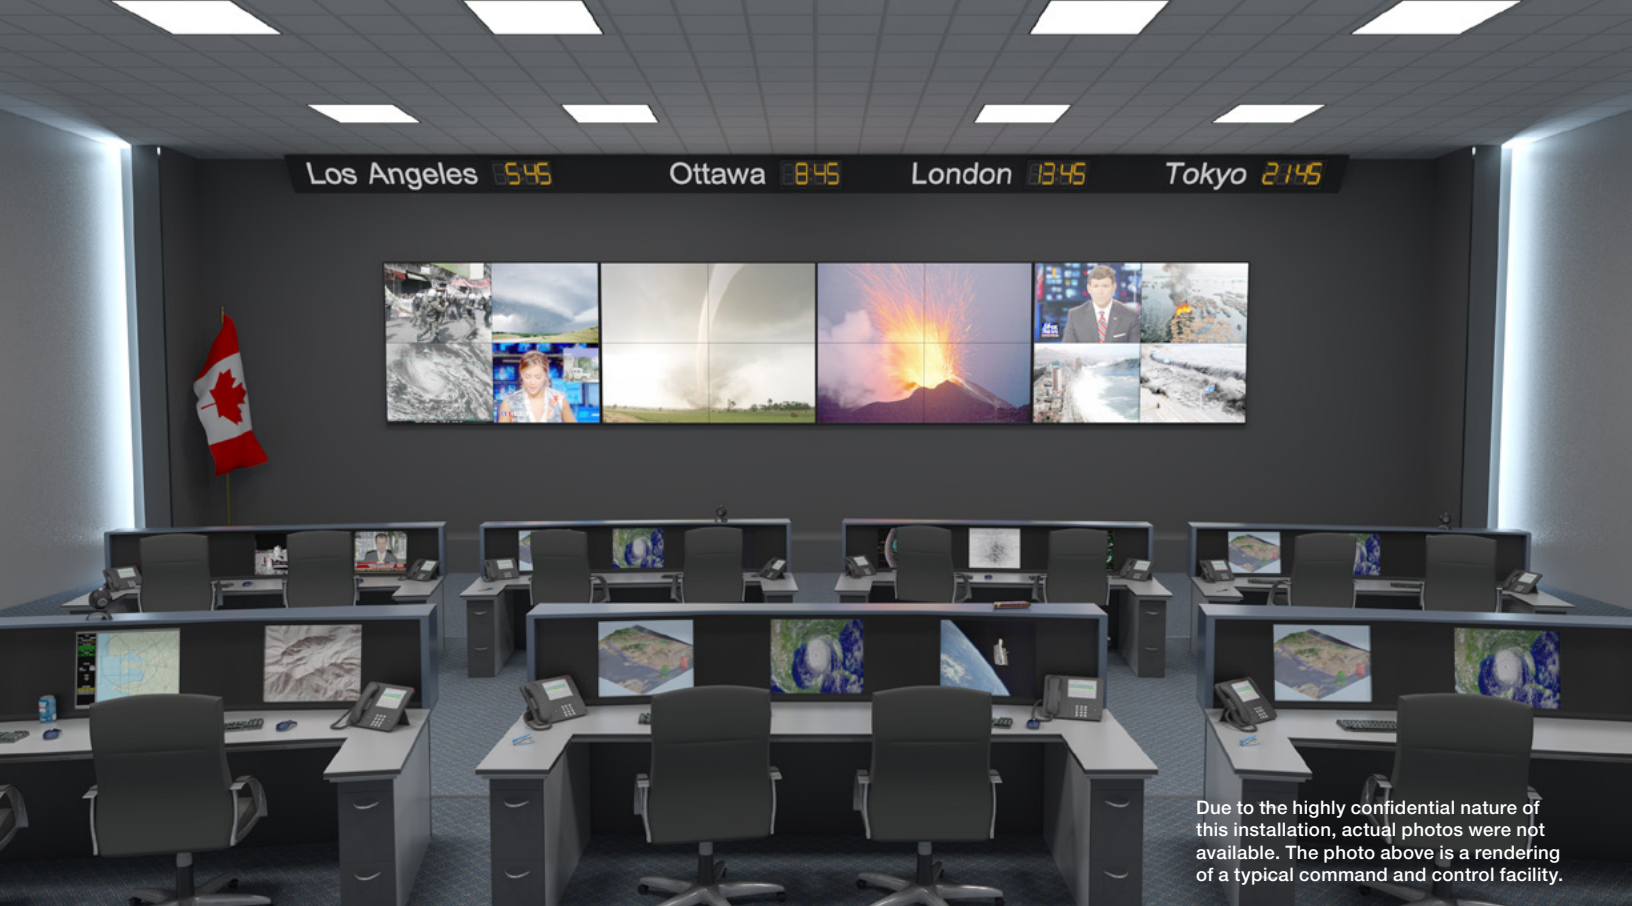 Los Angeles 5:45 Ottawa 8:45 London 13:45 Tokyo 21:45
Due to the highly confidential nature of
this installation, actual photos were not
available. The photo above is a rendering
of a typical command and control facility.